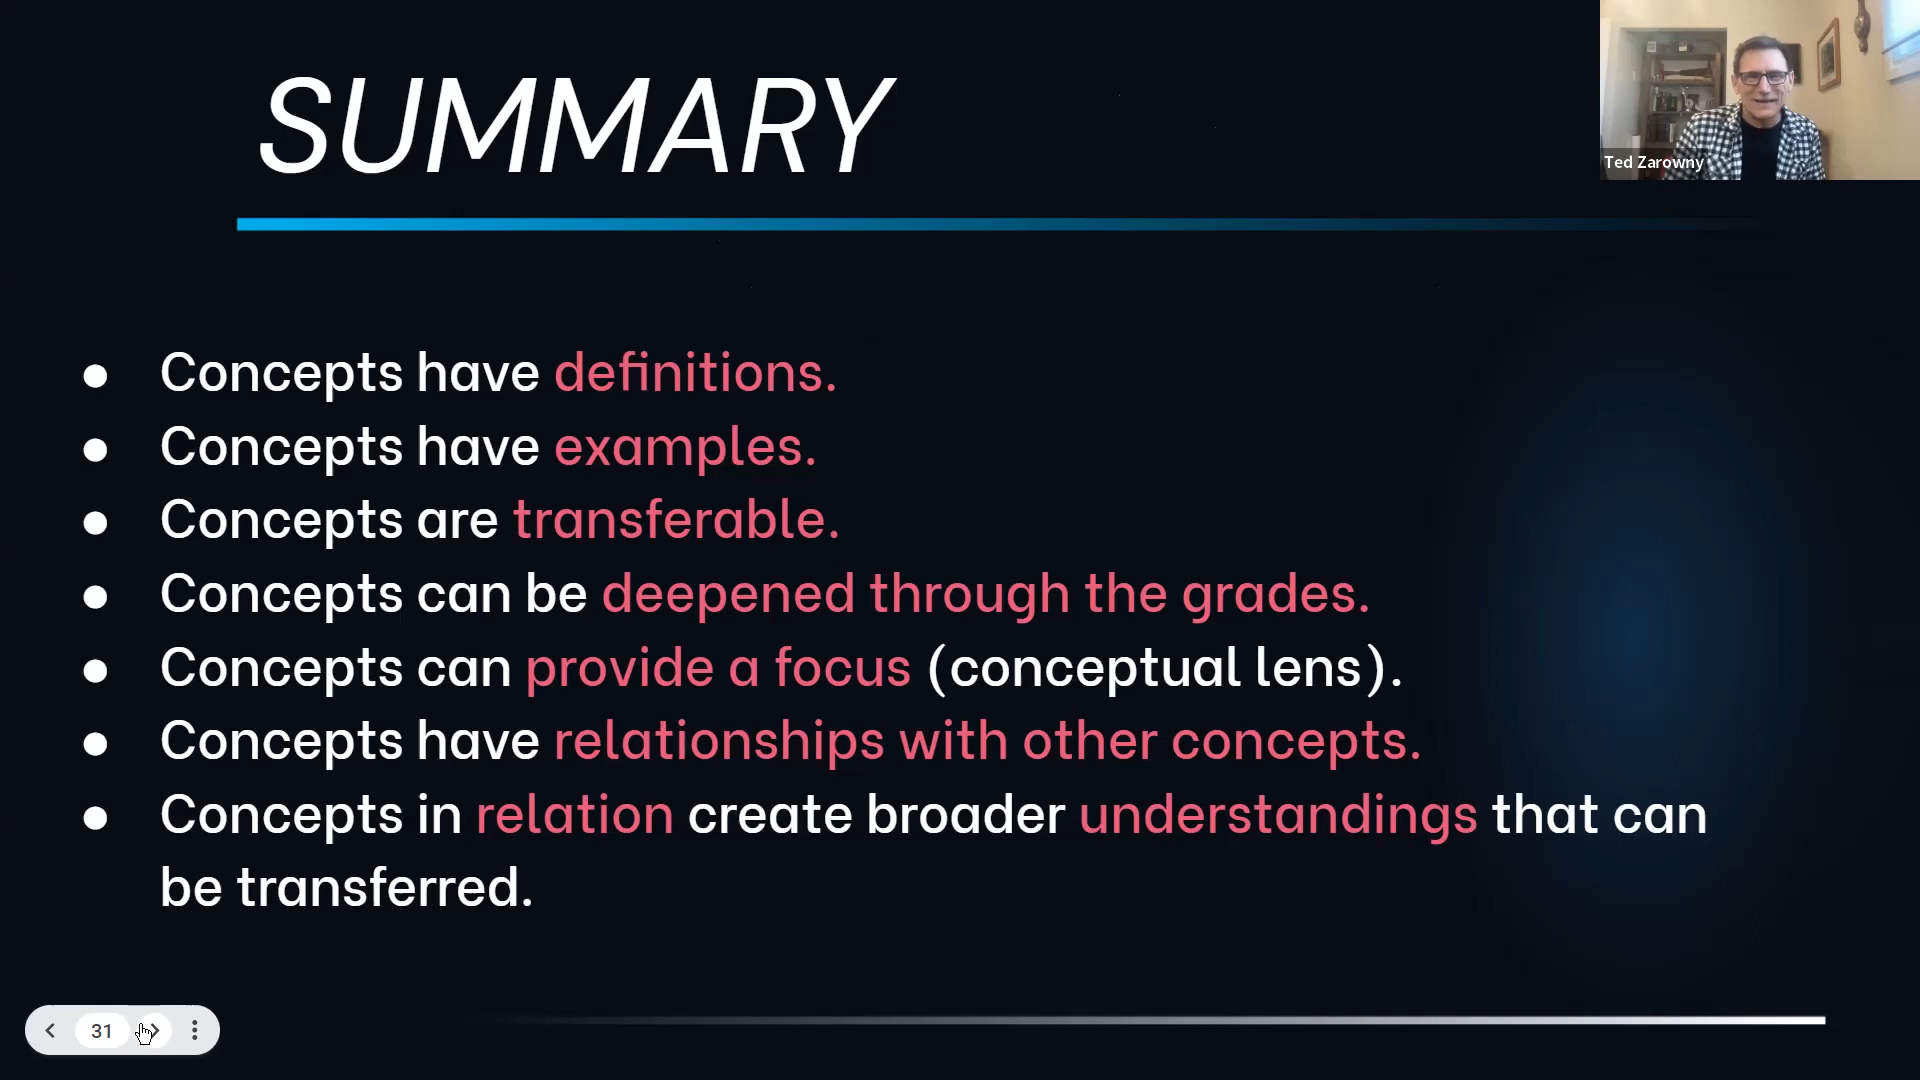 SUMMARY
Ted Zarowny
● Concepts have definitions.
● Concepts have examples.
● Concepts are transferable.
● Concepts can be deepened through the grades.
● Concepts can provide a focus (conceptual lens).
● Concepts have relationships with other concepts.
● Concepts in relation create broader understandings that can
be transferred.
31